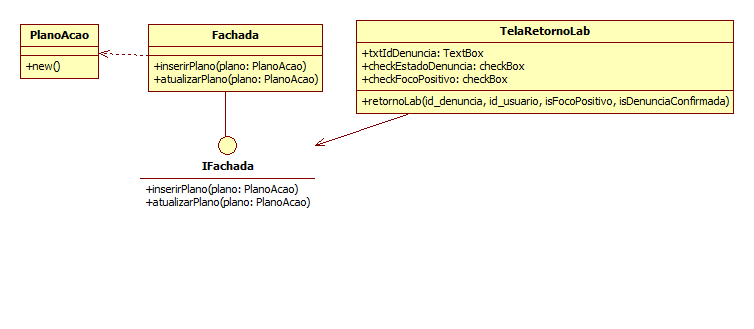 PlanoAcao
+new()
Fachada
+inserirPlano(plano: PlanoAcao)
+atualizarPlano(plano: PlanoAcao)
TelaRetornoLab
+txtIdDenuncia: TextBox
+checkEstadoDenuncia: checkBox
+checkFocoPositivo: checkBox
+retornoLab(id_denuncia, id_usuario, isFocoPositivo, isDenunciaConfirmada)
IFachada
+inserirPlano(plano: PlanoAcao)
+atualizarPlano(plano: PlanoAcao)